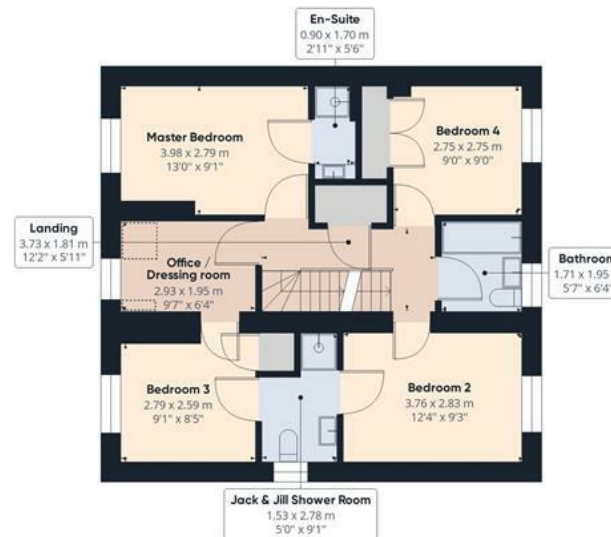 En-Suite
0.90 x 1.70 m
2'11" x 5'6"
Master Bedroom
3.98 x 2.79 m
13'0" x 9'1"
Bedroom 4
2.75 x 2.75 m
9'0" x 9'0"
Landing
3.73 x 1.81 m
12'2" x 5'11"
Office /
Dressing room
2.93 x 1.95 m
9'7" x 6'4"
Bathroom
1.71 x 1.95
5'7" x 6'4"
Bedroom 3
2.79 x 2.59 m
9'1" x 8'5"
Bedroom 2
3.76 x 2.83 m
12'4" x 9'3"
Jack & Jill Shower Room
1.53 x 2.78 m
5'0" x 9'1"